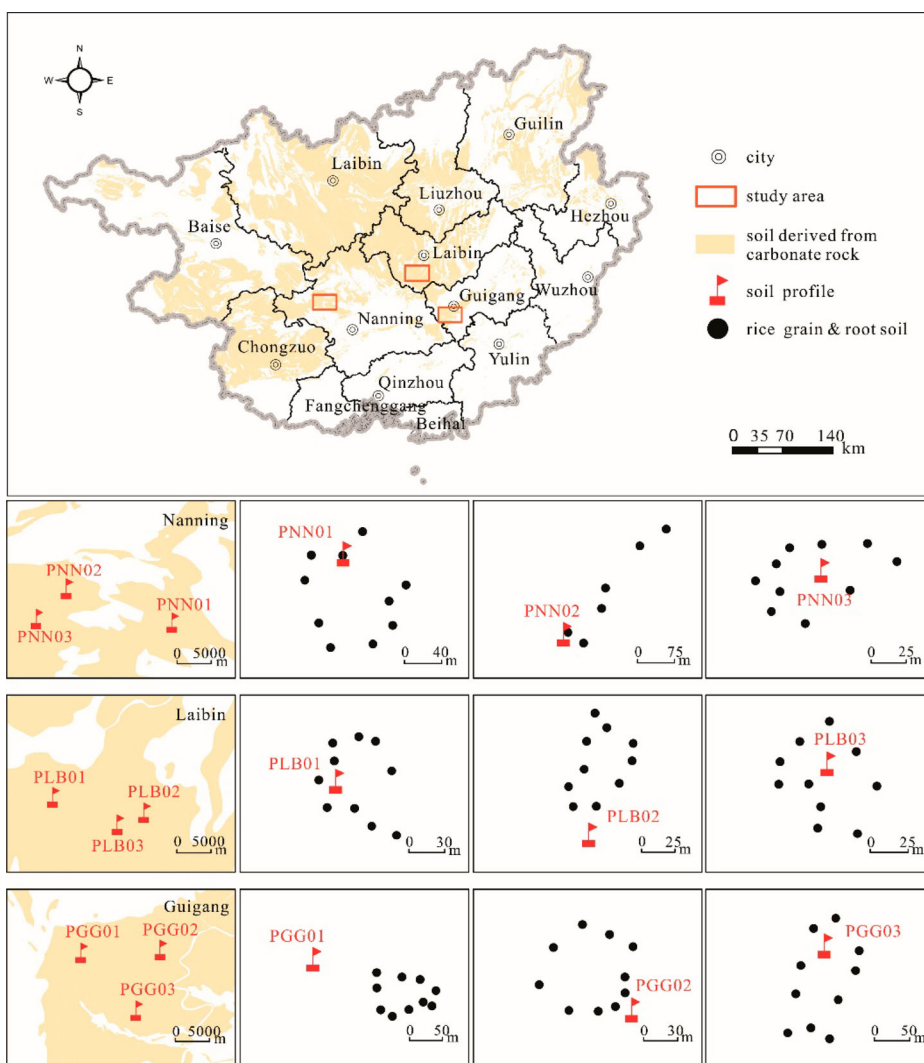 N
W E
S
Guilin
Laibin
Liuzhou
Hezhou
Baise
Laibin
Wuzhou
Guigang
Nanning
Chongzuo
Yulin
Qinzhou
Fangchenggang
Beihal
city
study area
soil derived from
carbonate rock
soil profile
rice grain & root soil
0 35 70 140
km
Nanning
PNN02
PNN01
PNN03
0 5000
m
PNN01
0 40
m
PNN02
0 75
m
PNN03
0 25
m
Laibin
PLB01
PLB02
PLB03
0 5000
m
PLB01
0 30
m
PLB02
0 25
m
PLB03
0 25
m
Guigang
PGG01
PGG02
PGG03
0 5000
m
PGG01
0 50
m
PGG02
0 30
m
PGG03
0 50
m